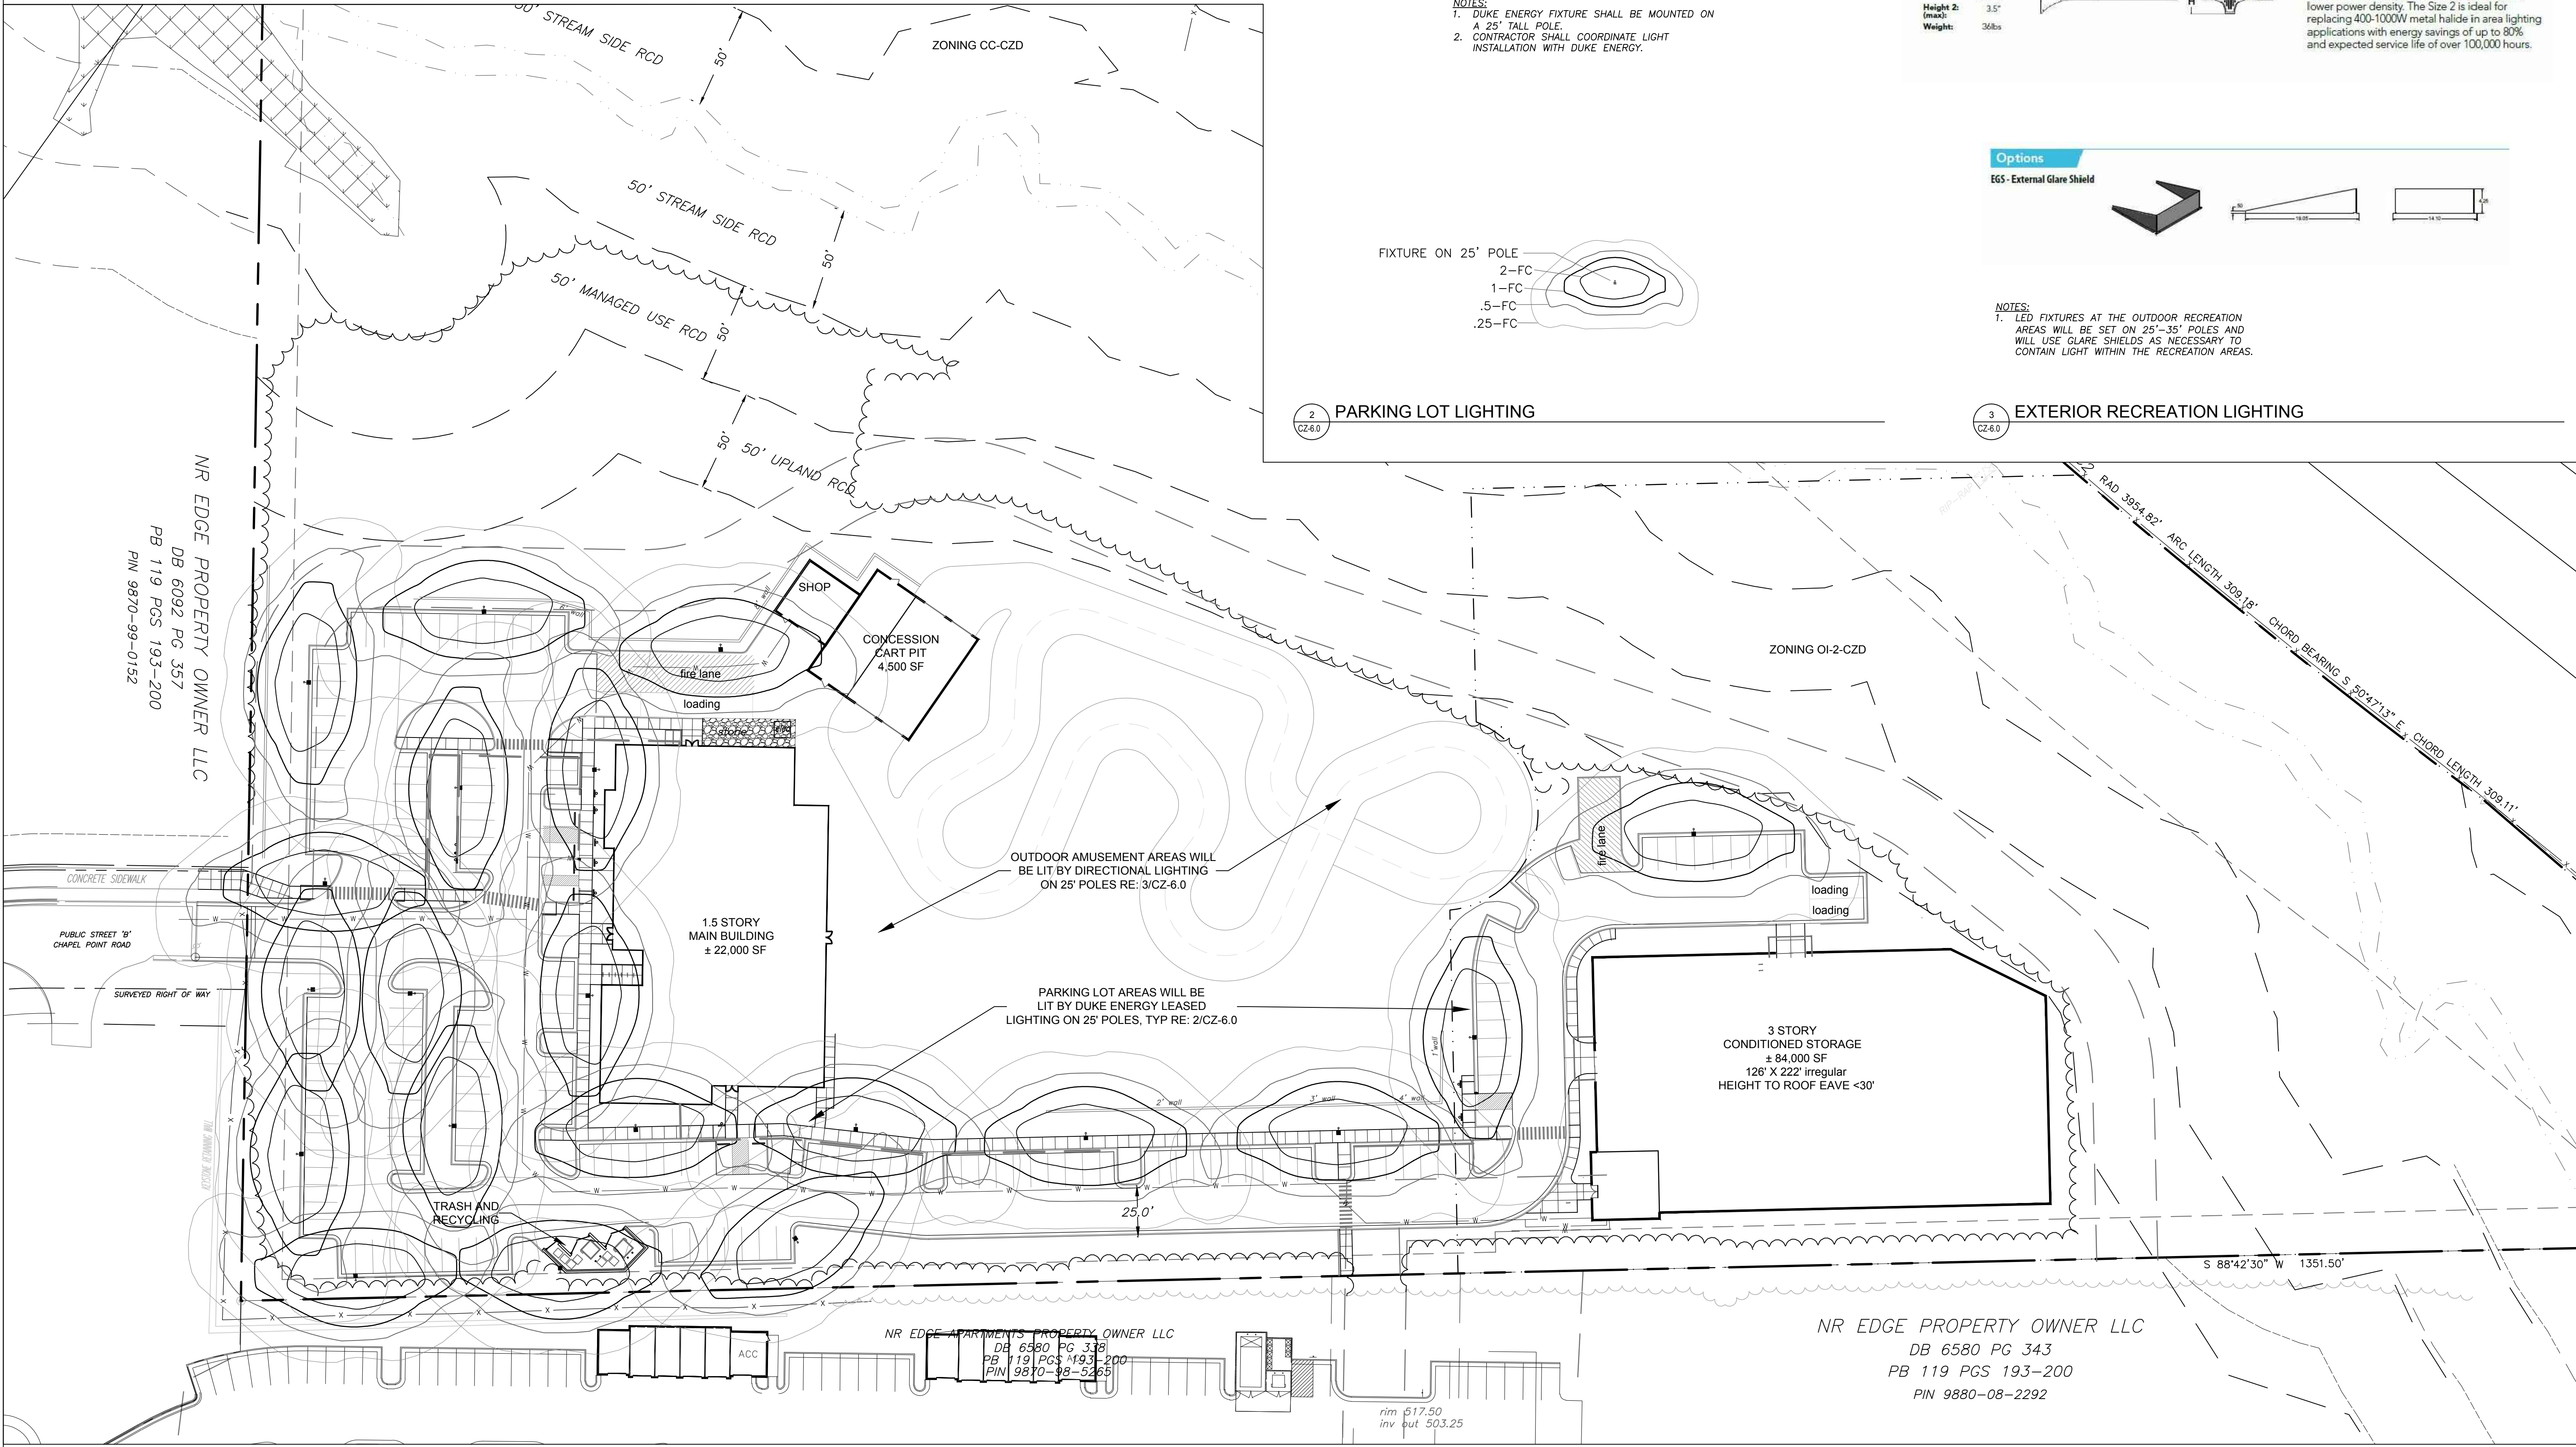 50' STREAM SIDE RCD
50'
ZONING CC-CZD
NOTES:
1. DUKE ENERGY FIXTURE SHALL BE MOUNTED ON
A 25' TALL POLE.
2. CONTRACTOR SHALL COORDINATE LIGHT
INSTALLATION WITH DUKE ENERGY.
Height 2:
(max):
3.5"
Weight:
36lbs
H
lower power density. The Size 2 is ideal for
replacing 400-1000W metal halide in area lighting
applications with energy savings of up to 80%
and expected service life of over 100,000 hours.
Options
EGS - External Glare Shield
.50
18.05
14.10
4.25
50' STREAM SIDE RCD
50'
50' MANAGED USE RCD
50'
50' UPLAND RCD
50'
FIXTURE ON 25' POLE
2-FC
1-FC
.5-FC
.25-FC
NOTES:
1. LED FIXTURES AT THE OUTDOOR RECREATION
AREAS WILL BE SET ON 25'-35' POLES AND
WILL USE GLARE SHIELDS AS NECESSARY TO
CONTAIN LIGHT WITHIN THE RECREATION AREAS.
2
CZ-6.0
PARKING LOT LIGHTING
3
CZ-6.0
EXTERIOR RECREATION LIGHTING
NR EDGE PROPERTY OWNER LLC
DB 6092 PG 357
PB 119 PGS 193-200
PIN 9870-99-0152
RAD 3954.82' ARC LENGTH 309.18' CHORD BEARING S 50°47'13" E CHORD LENGTH 309.11'
SHOP
CONCESSION
CART PIT
4,500 SF
fire lane
loading
stone
ZONING OI-2-CZD
OUTDOOR AMUSEMENT AREAS WILL
BE LIT BY DIRECTIONAL LIGHTING
ON 25' POLES RE: 3/CZ-6.0
fire lane
loading
loading
CONCRETE SIDEWALK
PUBLIC STREET 'B'
CHAPEL POINT ROAD
SURVEYED RIGHT OF WAY
1.5 STORY
MAIN BUILDING
± 22,000 SF
PARKING LOT AREAS WILL BE
LIT BY DUKE ENERGY LEASED
LIGHTING ON 25' POLES, TYP RE: 2/CZ-6.0
3 STORY
CONDITIONED STORAGE
± 84,000 SF
126' X 222' irregular
HEIGHT TO ROOF EAVE <30'
1' wall
2' wall
3' wall
4' wall
KEYSTONE RETAINING WALL
TRASH AND
RECYCLING
25.0'
S 88°42'30" W 1351.50'
ACC
NR EDGE APARTMENTS PROPERTY OWNER LLC
DB 6580 PG 338
PB 119 PGS 193-200
PIN 9870-98-5265
NR EDGE PROPERTY OWNER LLC
DB 6580 PG 343
PB 119 PGS 193-200
PIN 9880-08-2292
rim 517.50
inv out 503.25